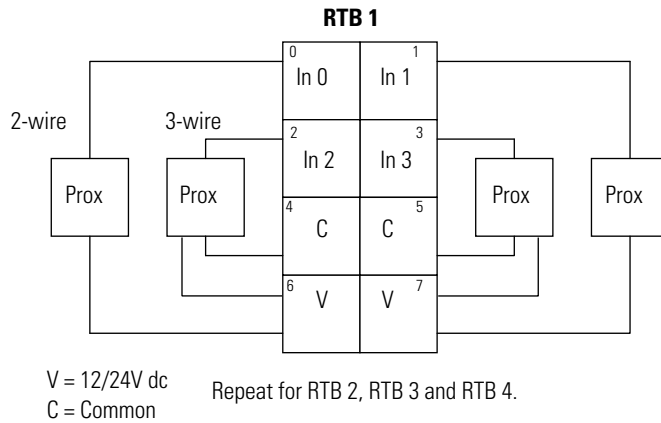 RTB 1
0 1
In 0 In 1
2-wire 3-wire
2 3
In 2 In 3
Prox Prox Prox Prox
4 5
C C
6 7
V V
V = 12/24V dc
C = Common
Repeat for RTB 2, RTB 3 and RTB 4.